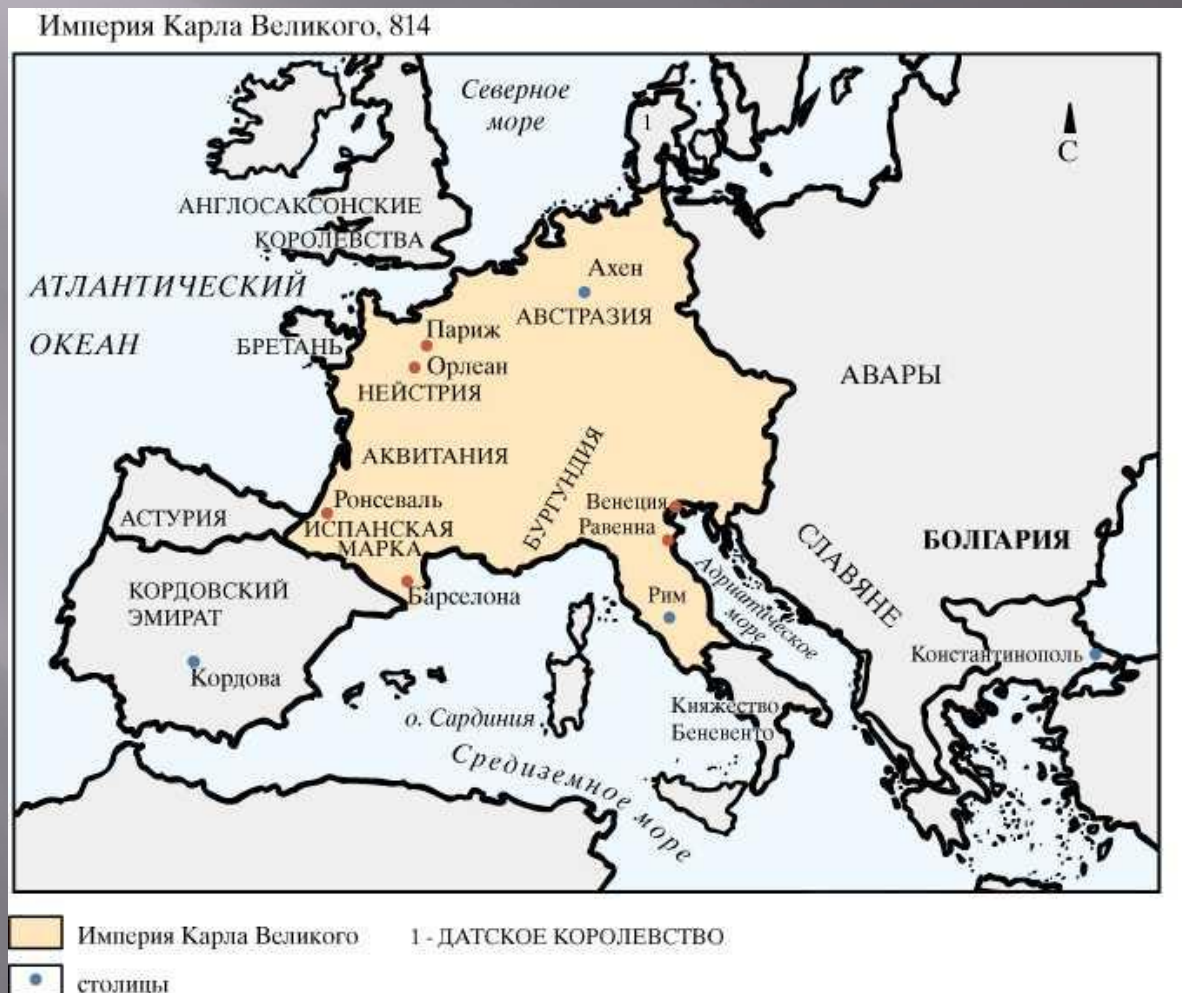 Империя Карла Великого, 814
Северное
море
1
С
АНГЛОСАКСОНСКИЕ
КОРОЛЕВСТВА
АТЛАНТИЧЕСКИЙ
ОКЕАН
Ахен
АВСТРАЗИЯ
БРЕТАНЬ
Париж
Орлеан
НЕЙСТРИЯ
АВАРЫ
АКВИТАНИЯ
БУРГУНДИЯ
Ронсеваль
ИСПАНСКАЯ
МАРКА
Венеция
Равенна
АСТУРИЯ
СЛАВЯНЕ
БОЛГАРИЯ
КОРДОВСКИЙ
ЭМИРАТ
Барселона
Рим
Адриатическое
море
Константинополь
Кордова
о. Сардиния
Княжество
Беневенто
Средиземное море
Империя Карла Великого
1 - ДАТСКОЕ КОРОЛЕВСТВО
столицы